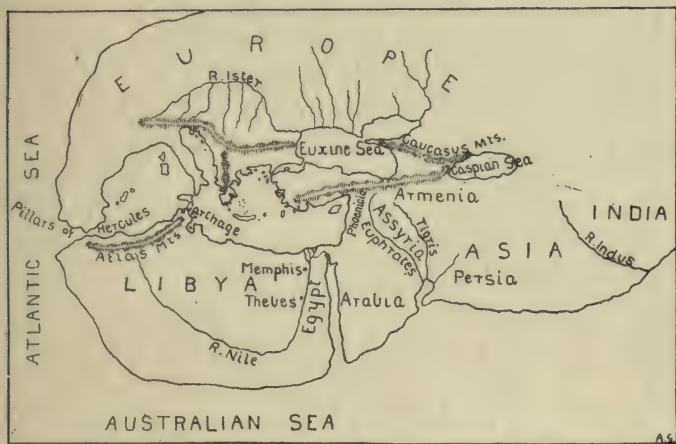 EUROPE
R. Ister
Euxine Sea
Caucasus Mts.
Caspian Sea
Armenia
ATLANTIC SEA
Pillars of
Hercules
Carthage
Atlas Mts
Phoenicia
ASSYRIA
Tigris
Euphrates
INDIA
R. Indus
ASIA
Persia
Memphis
Thebes
Egypt
Arabia
LIBYA
R. Nile
AUSTRALIAN SEA
A.S.